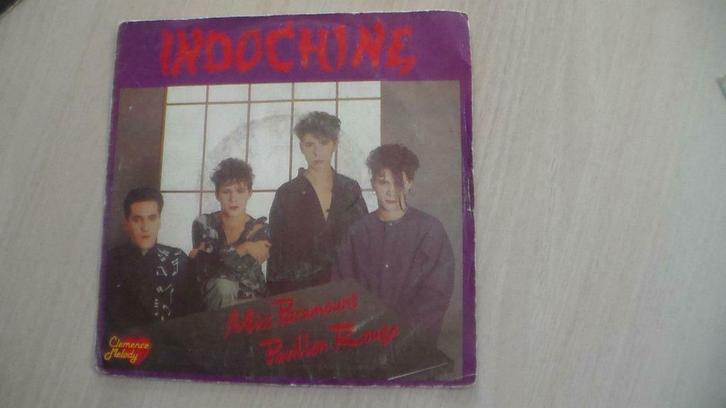 INDOCHINE
Miss Paramount
Pavillon Rouge
Clemence
Melody